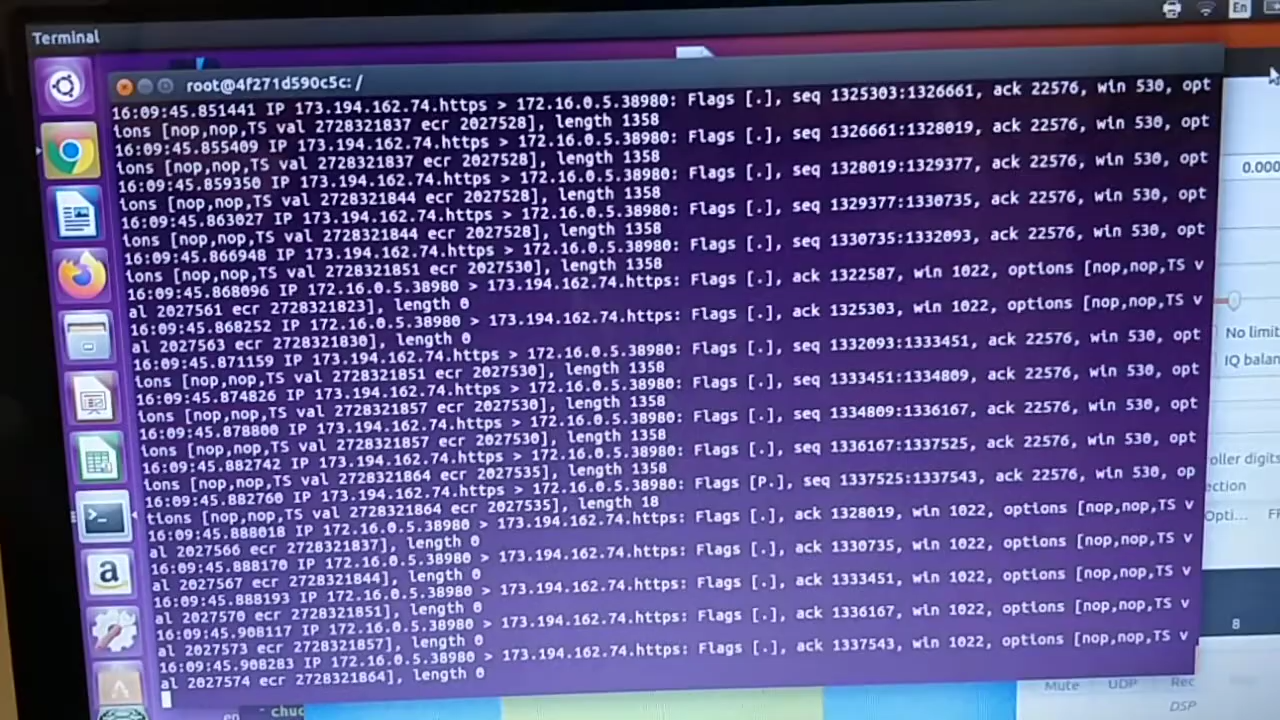 Terminal
En
root@4f271d590c5c: /
16:09:45.851441 IP 173.194.162.74.https > 172.16.0.5.38980: Flags [.], seq 1325303:1326661, ack 22576, win 530, opt
ions [nop,nop,TS val 2728321837 ecr 2027528], length 1358
16:09:45.855409 IP 173.194.162.74.https > 172.16.0.5.38980: Flags [.], seq 1326661:1328019, ack 22576, win 530, opt
ions [nop,nop,TS val 2728321837 ecr 2027528], length 1358
16:09:45.859350 IP 173.194.162.74.https > 172.16.0.5.38980: Flags [.], seq 1328019:1329377, ack 22576, win 530, opt
ions [nop,nop,TS val 2728321844 ecr 2027528], length 1358
16:09:45.863027 IP 173.194.162.74.https > 172.16.0.5.38980: Flags [.], seq 1329377:1330735, ack 22576, win 530, opt
ions [nop,nop,TS val 2728321844 ecr 2027528], length 1358
16:09:45.866948 IP 173.194.162.74.https > 172.16.0.5.38980: Flags [.], seq 1330735:1332093, ack 22576, win 530, opt
ions [nop,nop,TS val 2728321851 ecr 2027530], length 1358
16:09:45.868096 IP 172.16.0.5.38980 > 173.194.162.74.https: Flags [.], ack 1322587, win 1022, options [nop,nop,TS v
al 2027561 ecr 2728321823], length 0
16:09:45.868252 IP 172.16.0.5.38980 > 173.194.162.74.https: Flags [.], ack 1325303, win 1022, options [nop,nop,TS v
al 2027563 ecr 2728321830], length 0
16:09:45.871159 IP 173.194.162.74.https > 172.16.0.5.38980: Flags [.], seq 1332093:1333451, ack 22576, win 530, opt
ions [nop,nop,TS val 2728321851 ecr 2027530], length 1358
16:09:45.874826 IP 173.194.162.74.https > 172.16.0.5.38980: Flags [.], seq 1333451:1334809, ack 22576, win 530, opt
ions [nop,nop,TS val 2728321857 ecr 2027530], length 1358
16:09:45.878800 IP 173.194.162.74.https > 172.16.0.5.38980: Flags [.], seq 1334809:1336167, ack 22576, win 530, opt
ions [nop,nop,TS val 2728321857 ecr 2027530], length 1358
16:09:45.882742 IP 173.194.162.74.https > 172.16.0.5.38980: Flags [.], seq 1336167:1337525, ack 22576, win 530, opt
ions [nop,nop,TS val 2728321864 ecr 2027535], length 1358
16:09:45.882760 IP 173.194.162.74.https > 172.16.0.5.38980: Flags [P.], seq 1337525:1337543, ack 22576, win 530, op
tions [nop,nop,TS val 2728321864 ecr 2027535], length 18
16:09:45.888018 IP 172.16.0.5.38980 > 173.194.162.74.https: Flags [.], ack 1328019, win 1022, options [nop,nop,TS v
al 2027566 ecr 2728321837], length 0
16:09:45.888170 IP 172.16.0.5.38980 > 173.194.162.74.https: Flags [.], ack 1330735, win 1022, options [nop,nop,TS v
al 2027567 ecr 2728321844], length 0
16:09:45.888193 IP 172.16.0.5.38980 > 173.194.162.74.https: Flags [.], ack 1333451, win 1022, options [nop,nop,TS v
al 2027570 ecr 2728321851], length 0
16:09:45.908117 IP 172.16.0.5.38980 > 173.194.162.74.https: Flags [.], ack 1336167, win 1022, options [nop,nop,TS v
al 2027573 ecr 2728321857], length 0
16:09:45.908283 IP 172.16.0.5.38980 > 173.194.162.74.https: Flags [.], ack 1337543, win 1022, options [nop,nop,TS v
al 2027574 ecr 2728321864], length 0
0.000
No limit
IQ balan
oller digits
ection
Opti...
8
Mute UDP Rec
DSP
a
en
chuc